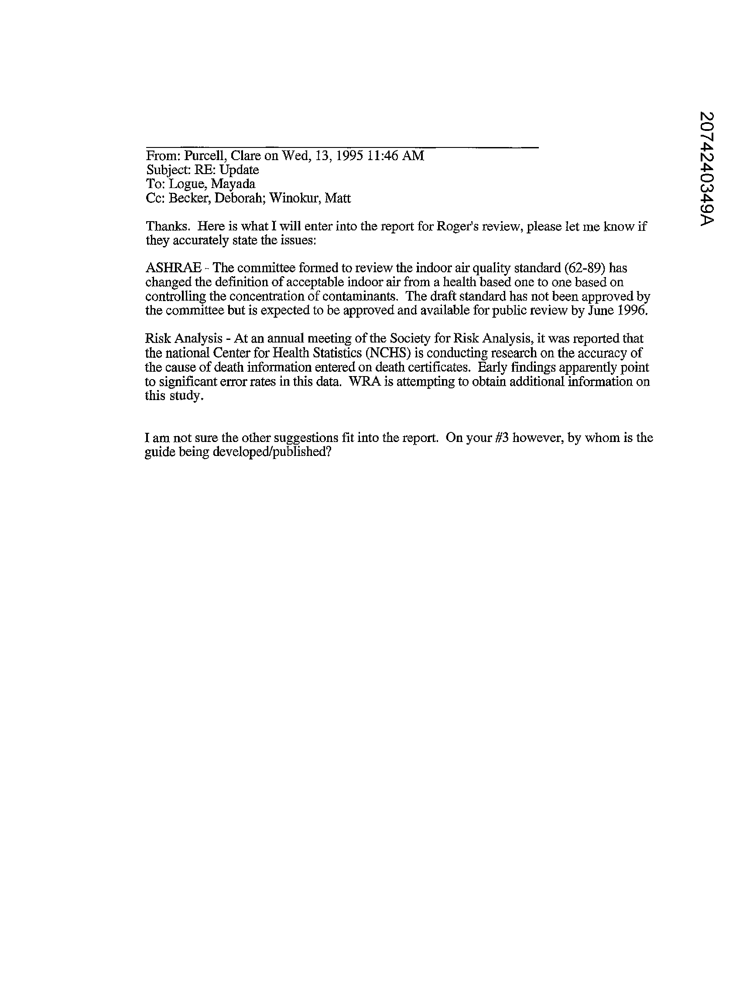 From: Purcell, Clare on Wed, 13, 1995 11:46 AM
Subject: RE: Update
To: Logue, Mayada
Cc: Becker, Deborah; Winokur, Matt
Thanks. Here is what I will enter into the report for Roger's review, please let me know if
they accurately state the issues:
ASHRAE - The committee formed to review the indoor air quality standard (62-89) has
changed the definition of acceptable indoor air from a health based one to one based on
controlling the concentration of contaminants. The draft standard has not been approved by
the committee but is expected to be approved and available for public review by June 1996.
Risk Analysis - At an annual meeting of the Society for Risk Analysis, it was reported that
the national Center for Health Statistics (NCHS) is conducting research on the accuracy of
the cause of death information entered on death certificates. Early findings apparently point
to significant error rates in this data. WRA is attempting to obtain additional information on
this study.
I am not sure the other suggestions fit into the report. On your #3 however, by whom is the
guide being developed/published?
2074240349A